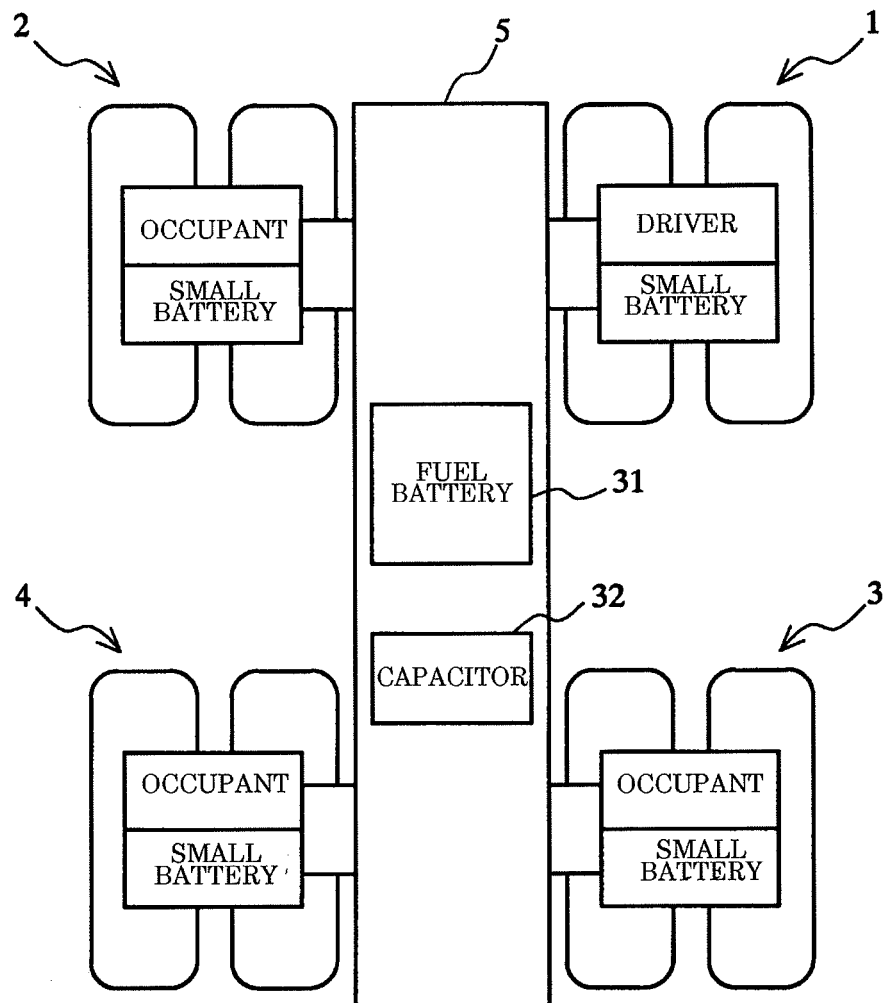 2
5
1
OCCUPANT
SMALL
BATTERY
DRIVER
SMALL
BATTERY
FUEL
BATTERY
31
4
32
3
CAPACITOR
OCCUPANT
SMALL
BATTERY
OCCUPANT
SMALL
BATTERY